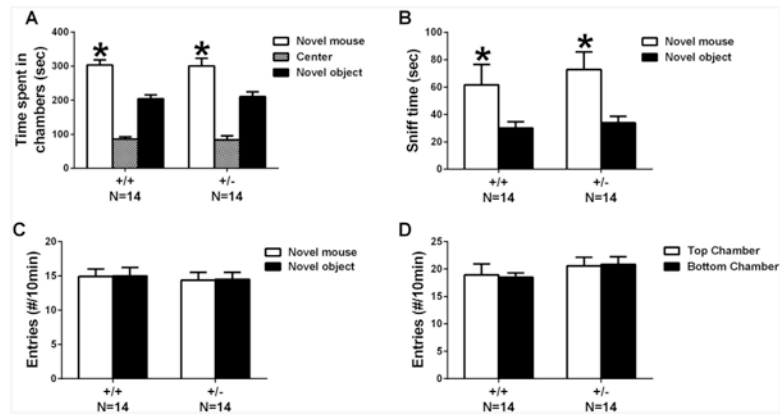 A
Time spent in
chambers (sec)
400
300
200
100
0
*
*
Novel mouse
Center
Novel object
+/+
N=14
+/-
N=14
B
Sniff time (sec)
100
80
60
40
20
0
*
*
Novel mouse
Novel object
+/+
N=14
+/-
N=14
C
Entries (#/10min)
20
15
10
5
0
Novel mouse
Novel object
+/+
N=14
+/-
N=14
D
Entries (#/10min)
25
20
15
10
5
0
Top Chamber
Bottom Chamber
+/+
N=14
+/-
N=14